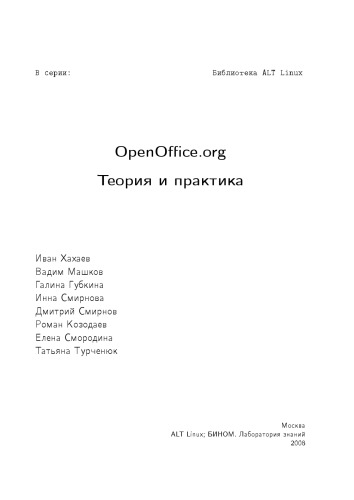 В серии: Библиотека ALT Linux
OpenOffice.org
Теория и практика
Иван Хахаев
Вадим Машков
Галина Губкина
Инна Смирнова
Дмитрий Смирнов
Роман Козодаев
Елена Смородина
Татьяна Турченюк
Москва
ALT Linux; БИНОМ. Лаборатория знаний
2008